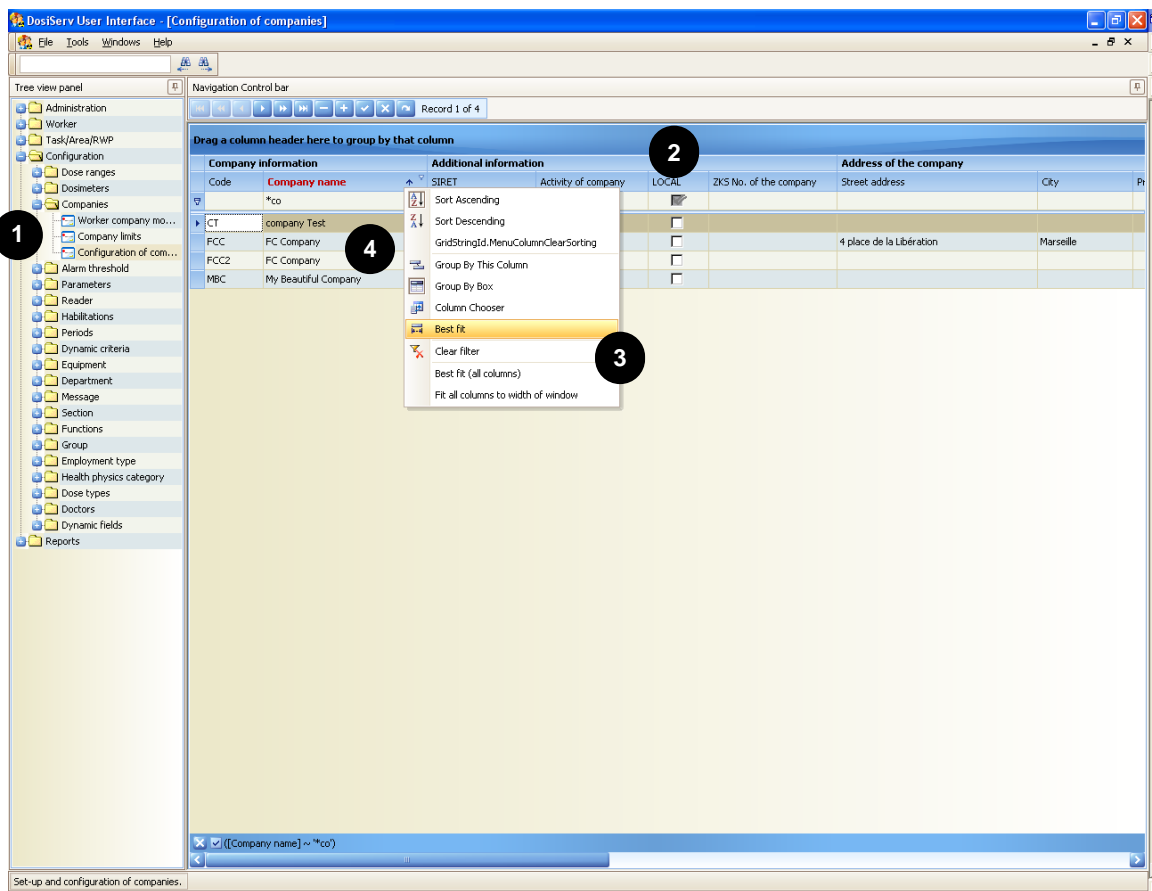 DosiServ User Interface - [Configuration of companies]
File Tools Windows Help
Tree view panel
Navigation Control bar
Record 1 of 4
Administration
Worker
Task/Area/RWP
Configuration
Dose ranges
Dosimeters
Companies
Worker company mo...
Company limits
Configuration of com...
Alarm threshold
Parameters
Reader
Habilitations
Periods
Dynamic criteria
Equipment
Department
Message
Section
Functions
Group
Employment type
Health physics category
Dose types
Doctors
Dynamic fields
Reports
1
Drag a column header here to group by that column
2
Company information Additional information Address of the company
Code Company name SIRET Activity of company LOCAL ZKS No. of the company Street address City
*co
CT company Test
FCC FC Company 4 place de la Libération Marseille
FCC2 FC Company
MBC My Beautiful Company
4
Sort Ascending
Sort Descending
GridStringId.MenuColumnClearSorting
Group By This Column
Group By Box
Column Chooser
Best fit
Clear filter
Best fit (all columns)
Fit all columns to width of window
3
([Company name] ~ '*co')
Set-up and configuration of companies.